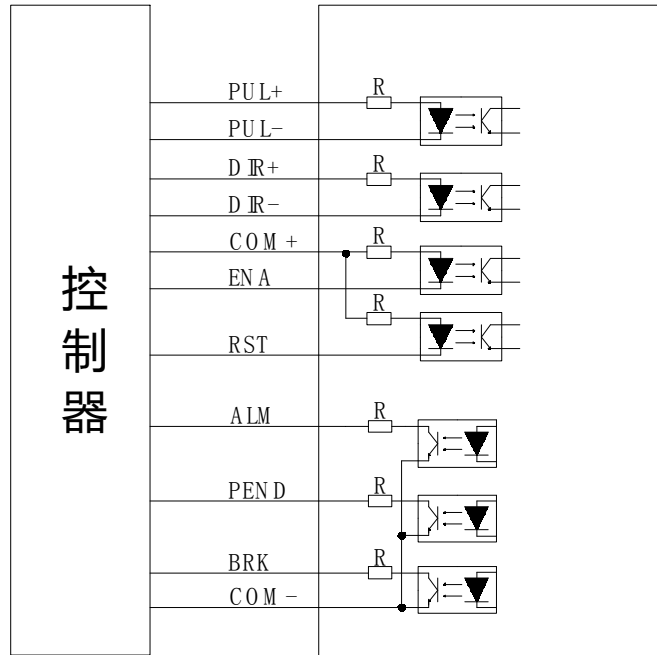 R
PUL+
PUL-
R
DIR+
DIR-
R
COM+
ENA
R
RST
控制器
R
ALM
R
PEND
R
BRK
COM-